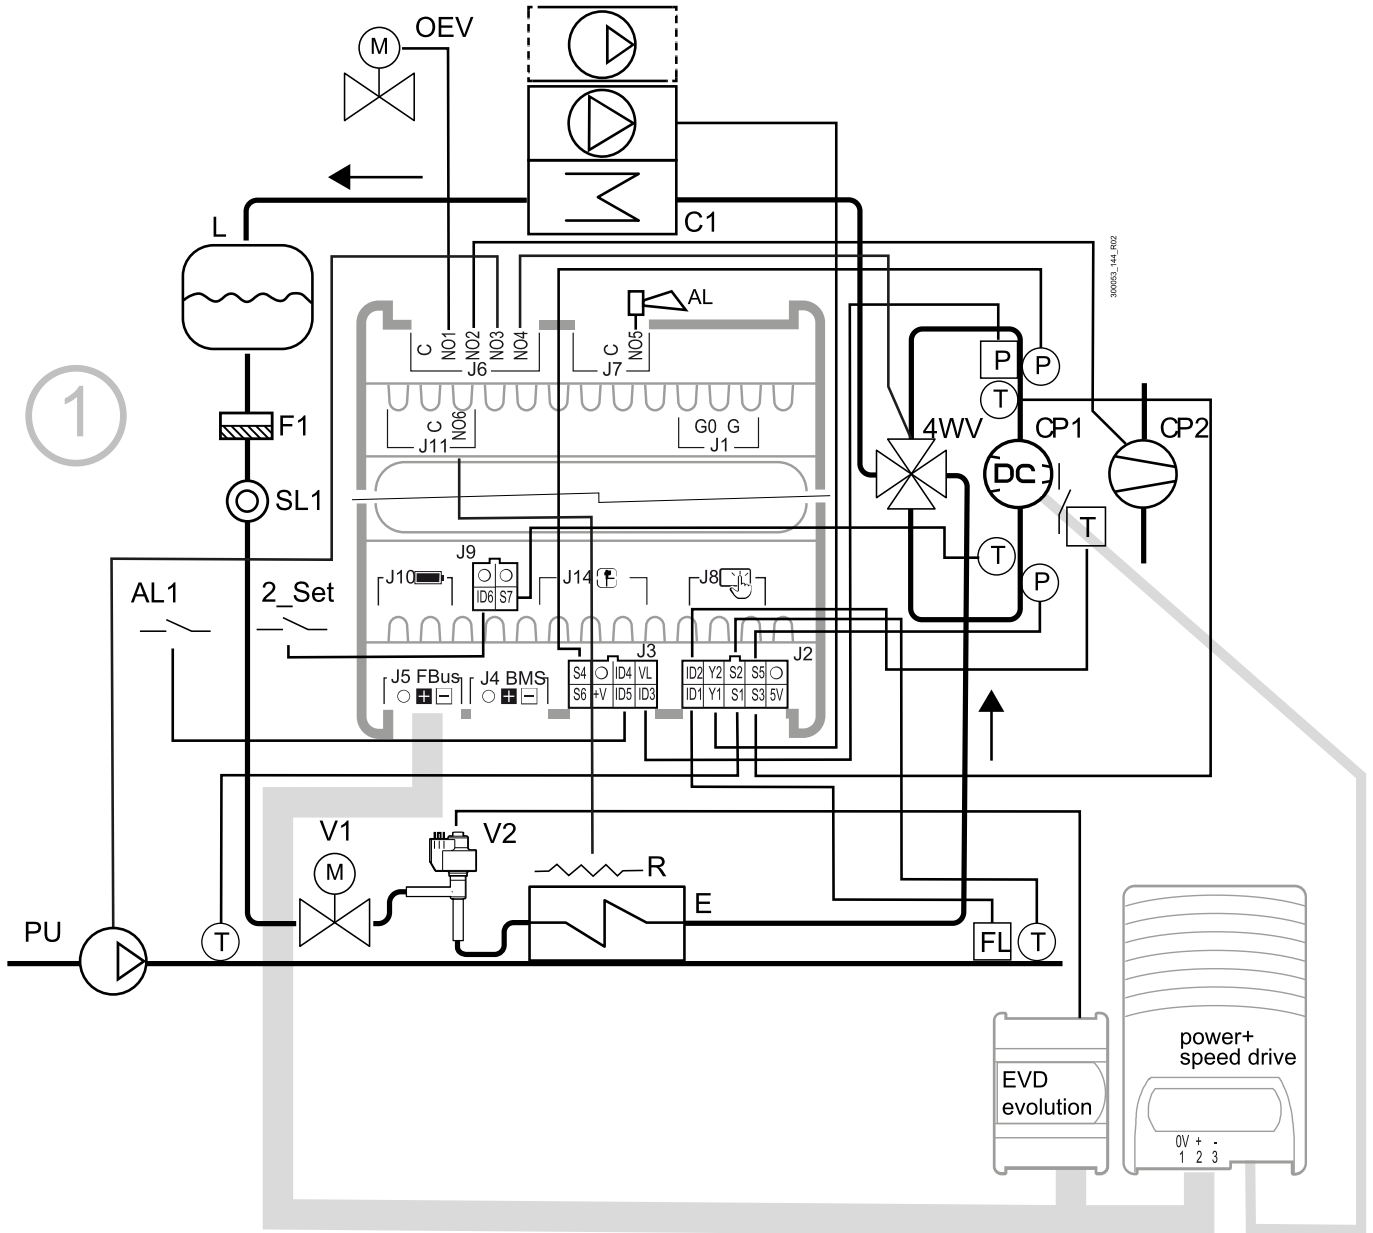 OEV
M
C1
L
300053_144_R02
AL
C
NO1
NO2
NO3
NO4
J6
C
NO5
J7
P
P
T
1
F1
C
NO6
J11
G0 G
J1
4WV
CP1
CP2
DC
SL1
T
T
P
J9
J10
J14
J8
ID6 S7
AL1
2_Set
J3
J2
S4 ID4 VL
S6 +V ID5 ID3
ID2 Y2 S2 S5
ID1 Y1 S1 S3 5V
J5 FBus
+ -
J4 BMS
+ -
V1
M
V2
R
E
PU
T
FL
T
power+
speed drive
EVD
evolution
0V + -
1 2 3